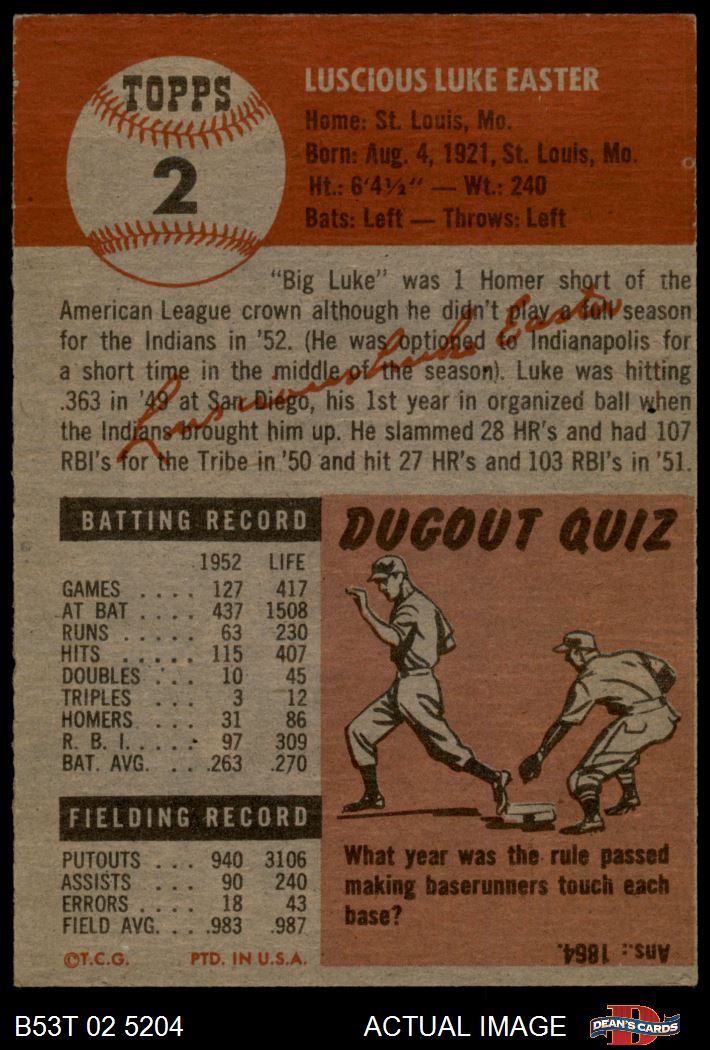 TOPPS
2
LUSCIOUS LUKE EASTER
Home: St. Louis, Mo.
Born: Aug. 4, 1921, St. Louis, Mo.
Ht.: 6'4½" — Wt.: 240
Bats: Left — Throws: Left
"Big Luke" was 1 Homer short of the
American League crown although he didn't play a full season
for the Indians in '52. (He was optioned to Indianapolis for
a short time in the middle of the season). Luke was hitting
.363 in '49 at San Diego, his 1st year in organized ball when
the Indians brought him up. He slammed 28 HR's and had 107
RBI's for the Tribe in '50 and hit 27 HR's and 103 RBI's in '51.
Luscious Luke Easter
BATTING RECORD
1952 LIFE
GAMES .... 127 417
AT BAT .... 437 1508
RUNS ..... 63 230
HITS ..... 115 407
DOUBLES ... 10 45
TRIPLES ... 3 12
HOMERS ... 31 86
R. B. I. .... 97 309
BAT. AVG. .. .263 .270
FIELDING RECORD
PUTOUTS ... 940 3106
ASSISTS ... 90 240
ERRORS .... 18 43
FIELD AVG. ... .983 .987
©T.C.G. PTD. IN U.S.A.
DUGOUT QUIZ
What year was the rule passed
making baserunners touch each
base?
Ans.: 1864.
B53T 02 5204 ACTUAL IMAGE DEAN'S CARDS